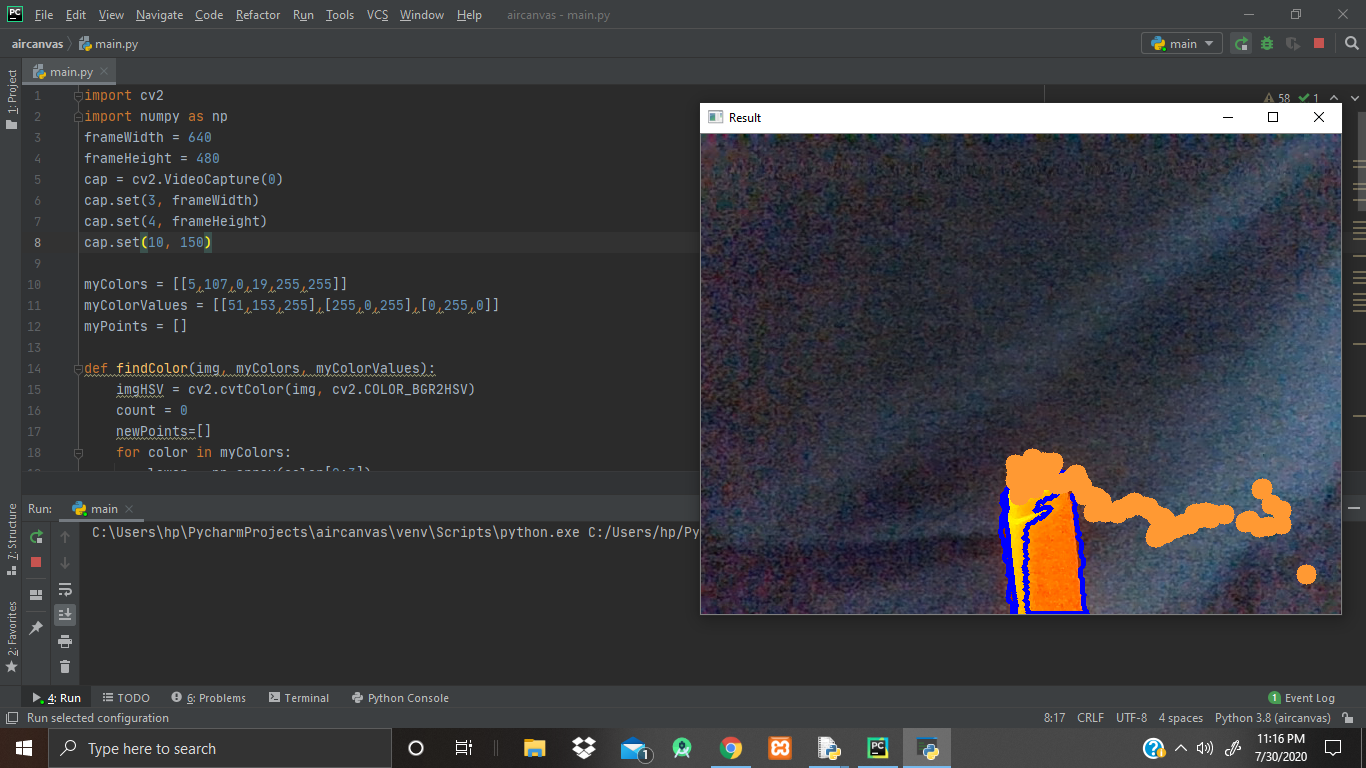 PC File Edit View Navigate Code Refactor Run Tools VCS Window Help aircanvas - main.py
aircanvas main.py main
1: Project
main.py
58 1
1 import cv2
2 import numpy as np
3 frameWidth = 640
4 frameHeight = 480
5 cap = cv2.VideoCapture(0)
6 cap.set(3, frameWidth)
7 cap.set(4, frameHeight)
8 cap.set(10, 150)
9
10 myColors = [[5,107,0,19,255,255]]
11 myColorValues = [[51,153,255],[255,0,255],[0,255,0]]
12 myPoints = []
13
14 def findColor(img, myColors, myColorValues):
15 imgHSV = cv2.cvtColor(img, cv2.COLOR_BGR2HSV)
16 count = 0
17 newPoints=[]
18 for color in myColors:
Result
Run: main
C:\Users\hp\PycharmProjects\aircanvas\venv\Scripts\python.exe C:/Users/hp/Py
7: Structure
2: Favorites
4: Run TODO 6: Problems Terminal Python Console 1 Event Log
Run selected configuration 8:17 CRLF UTF-8 4 spaces Python 3.8 (aircanvas)
Type here to search 1 PC 11:16 PM
7/30/2020